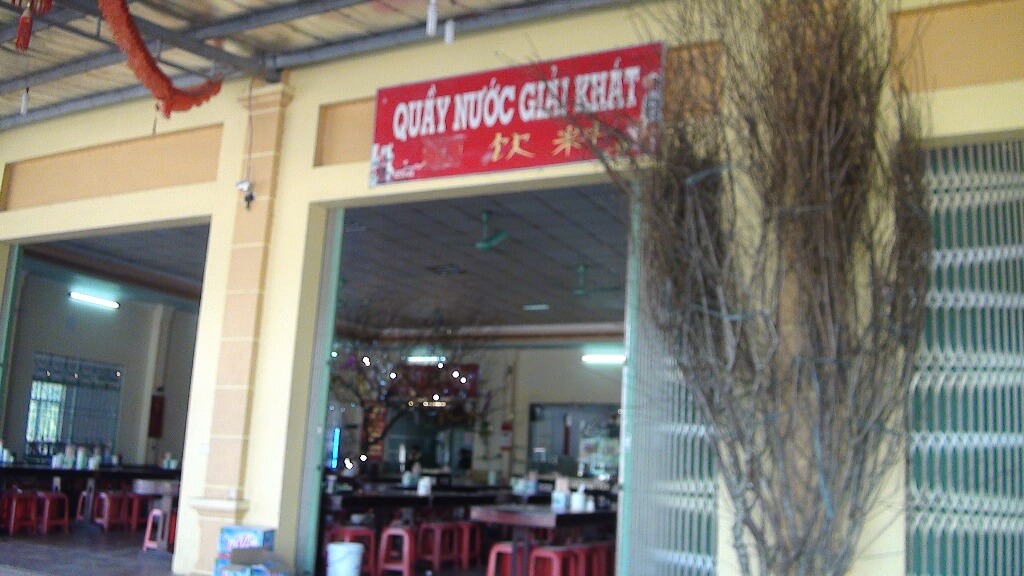 QUẦY NƯỚC GIẢI KHÁT
饮 料